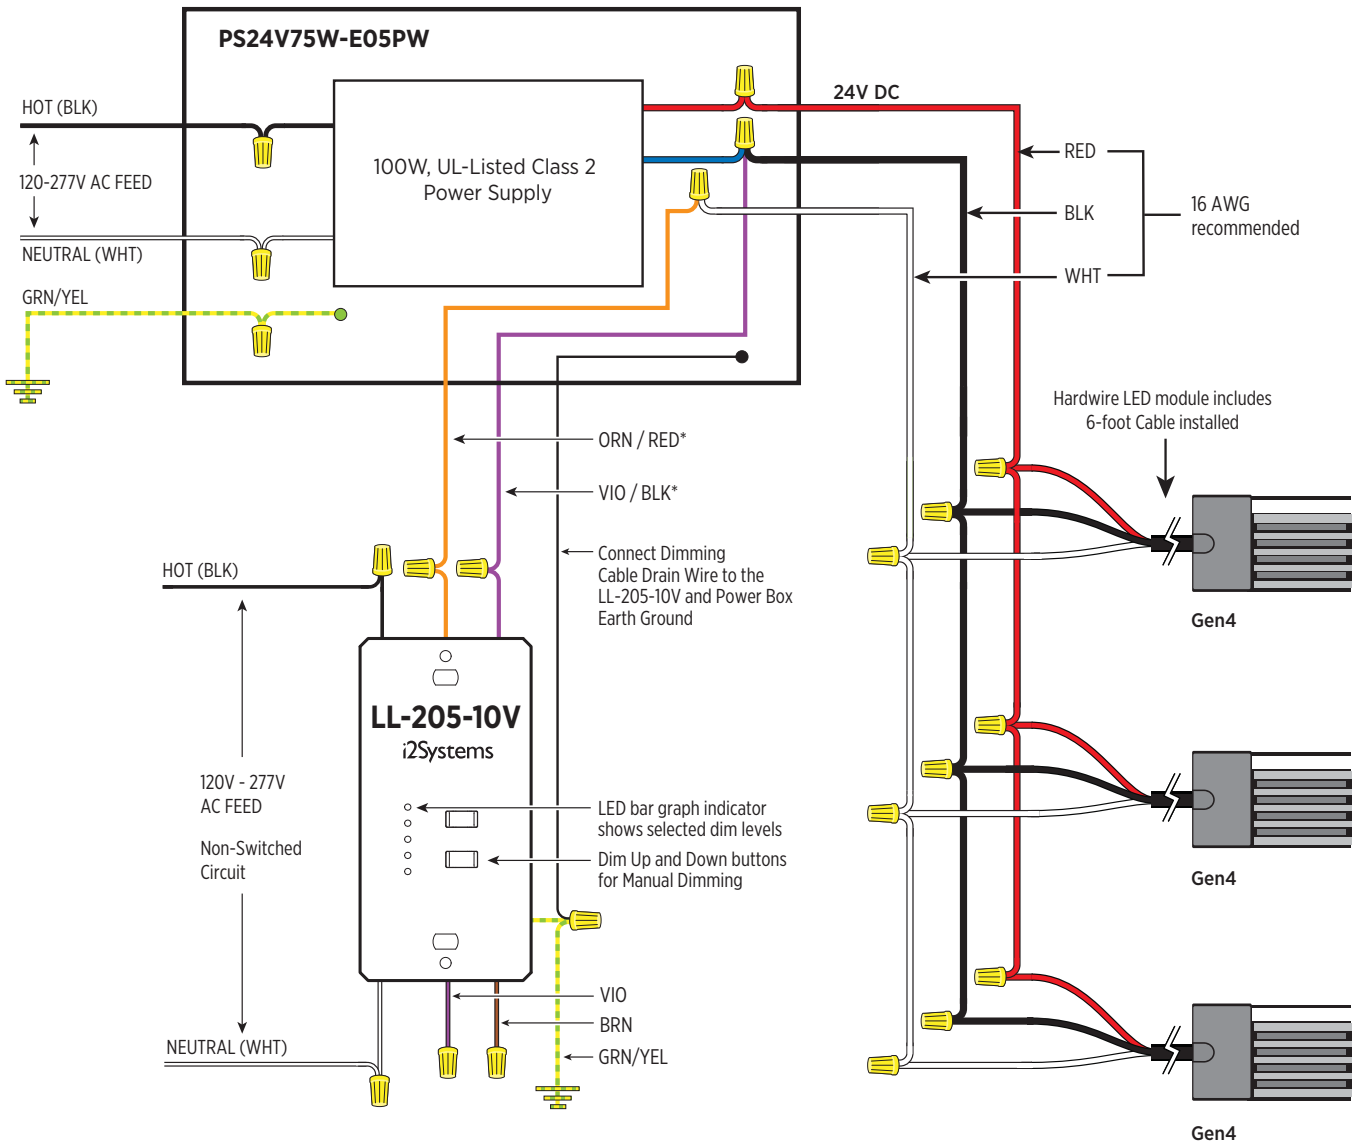 PS24V75W-E05PW
HOT (BLK)
120-277V AC FEED
NEUTRAL (WHT)
GRN/YEL
100W, UL-Listed Class 2
Power Supply
24V DC
RED
BLK
WHT
16 AWG
recommended
Hardwire LED module includes
6-foot Cable installed
ORN / RED*
VIO / BLK*
Connect Dimming
Cable Drain Wire to the
LL-205-10V and Power Box
Earth Ground
HOT (BLK)
120V - 277V
AC FEED
Non-Switched
Circuit
NEUTRAL (WHT)
LL-205-10V
i2Systems
LED bar graph indicator
shows selected dim levels
Dim Up and Down buttons
for Manual Dimming
VIO
BRN
GRN/YEL
Gen4
Gen4
Gen4